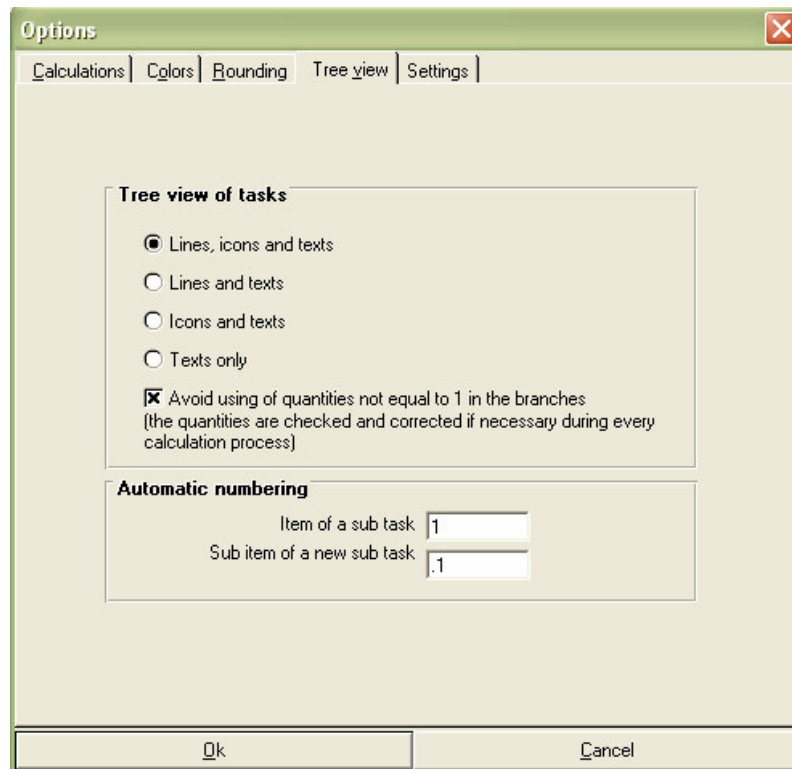 Options
Calculations Colors Rounding Tree view Settings
Tree view of tasks
Lines, icons and texts
Lines and texts
Icons and texts
Texts only
Avoid using of quantities not equal to 1 in the branches
(the quantities are checked and corrected if necessary during every
calculation process)
Automatic numbering
Item of a sub task 1
Sub item of a new sub task .1
Ok Cancel